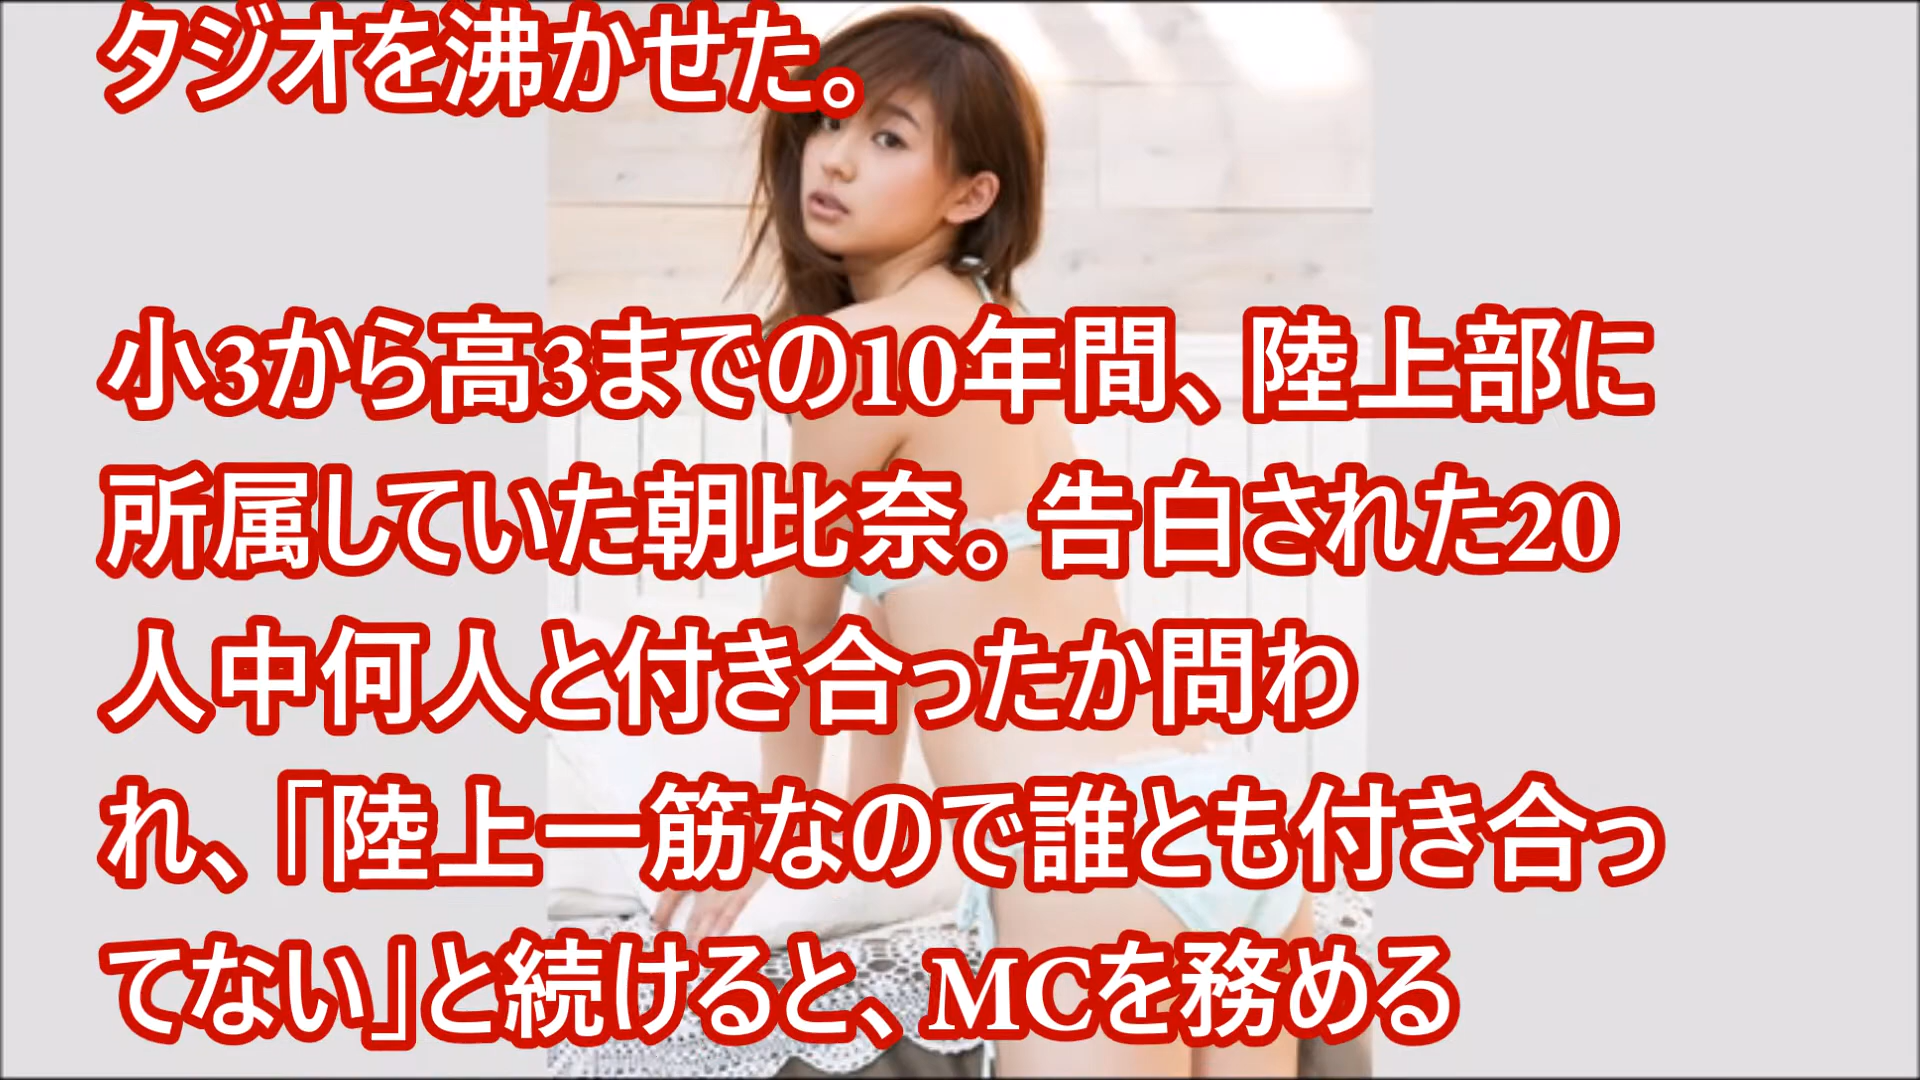 タジオを沸かせた。
小3から高3までの10年間、陸上部に
所属していた朝比奈。告白された20
人中何人と付き合ったか問わ
れ、「陸上一筋なので誰とも付き合っ
てない」と続けると、MCを務める